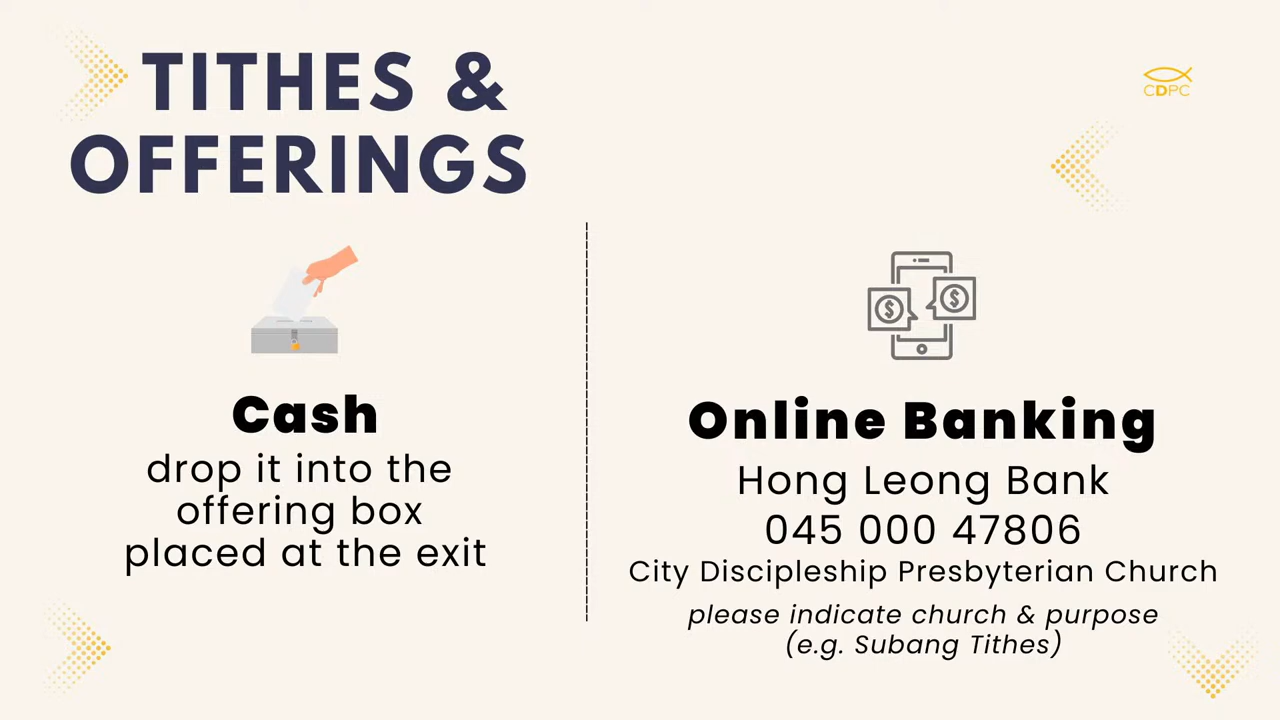 TITHES &
OFFERINGS
CDPC
Cash
drop it into the
offering box
placed at the exit
Online Banking
Hong Leong Bank
045 000 47806
City Discipleship Presbyterian Church
please indicate church & purpose
(e.g. Subang Tithes)